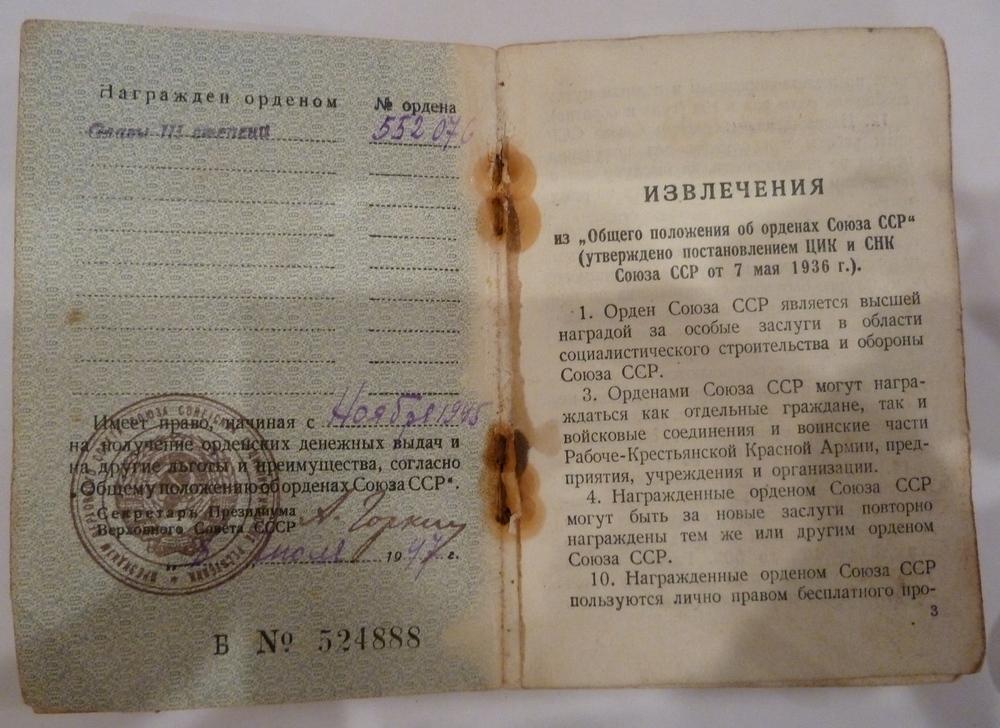 Награжден орденом № ордена
Славы III степени 552076
Имеет право, начиная с Ноября 1945
на получение орденских денежных выдач и
на другие льготы и преимущества, согласно
„Общему положению об орденах Союза ССР“.
Секретарь Президиума
Верховного Совета СССР А. Горкин
„8 июля 1947 г.
Б № 524888
ИЗВЛЕЧЕНИЯ
из „Общего положения об орденах Союза ССР“
(утверждено постановлением ЦИК и СНК
Союза ССР от 7 мая 1936 г.).
1. Орден Союза ССР является высшей
наградой за особые заслуги в области
социалистического строительства и обороны
Союза ССР.
3. Орденами Союза ССР могут награ-
ждаться как отдельные граждане, так и
войсковые соединения и воинские части
Рабоче-Крестьянской Красной Армии, пред-
приятия, учреждения и организации.
4. Награжденные орденом Союза ССР
могут быть за новые заслуги повторно
награждены тем же или другим орденом
Союза ССР.
10. Награжденные орденом Союза ССР
пользуются лично правом бесплатного про-
3